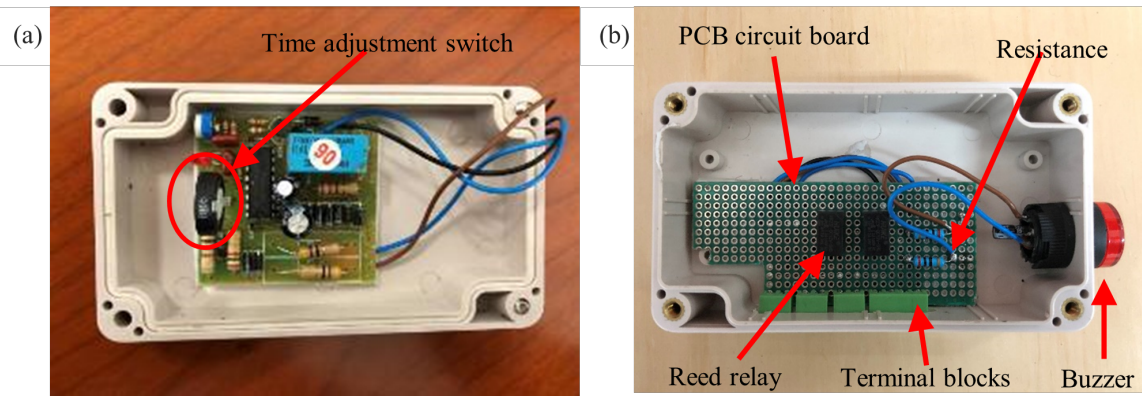 (a)
Time adjustment switch
90
(b)
PCB circuit board
Resistance
Reed relay
Terminal blocks
Buzzer